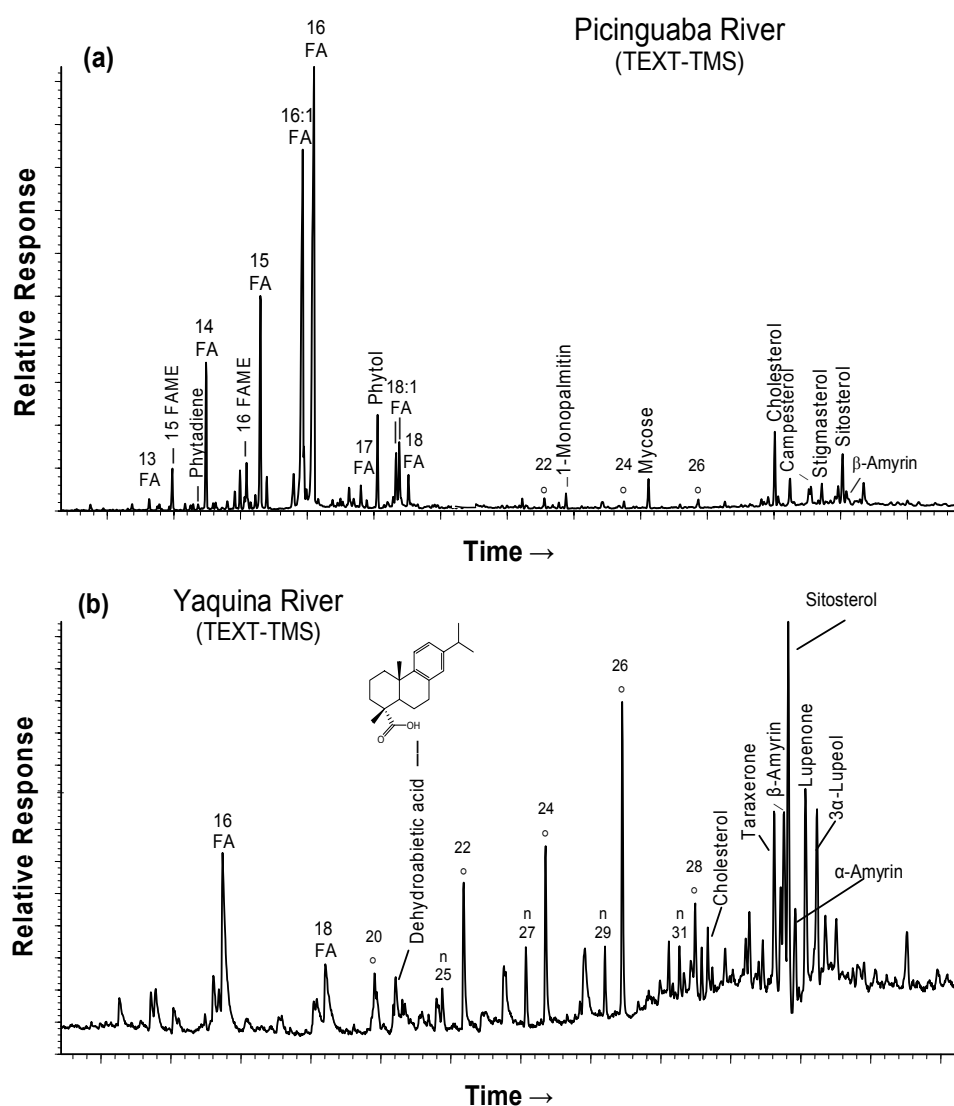 (a)
Picinguaba River
(TEXT-TMS)
Relative Response
13
FA
15 FAME
Phytadiene
14
FA
16 FAME
15
FA
16:1
FA
16
FA
17
FA
Phytol
18:1
FA
18
FA
22
1-Monopalmitin
24
Mycose
26
Cholesterol
Campesterol
Stigmasterol
Sitosterol
β-Amyrin
Time →
(b)
Yaquina River
(TEXT-TMS)
Relative Response
16
FA
18
FA
20
O
OH
Dehydroabietic acid
n
25
22
n
27
24
n
29
26
n
31
28
Cholesterol
Taraxerone
β-Amyrin
Sitosterol
Lupenone
3α-Lupeol
α-Amyrin
Time →